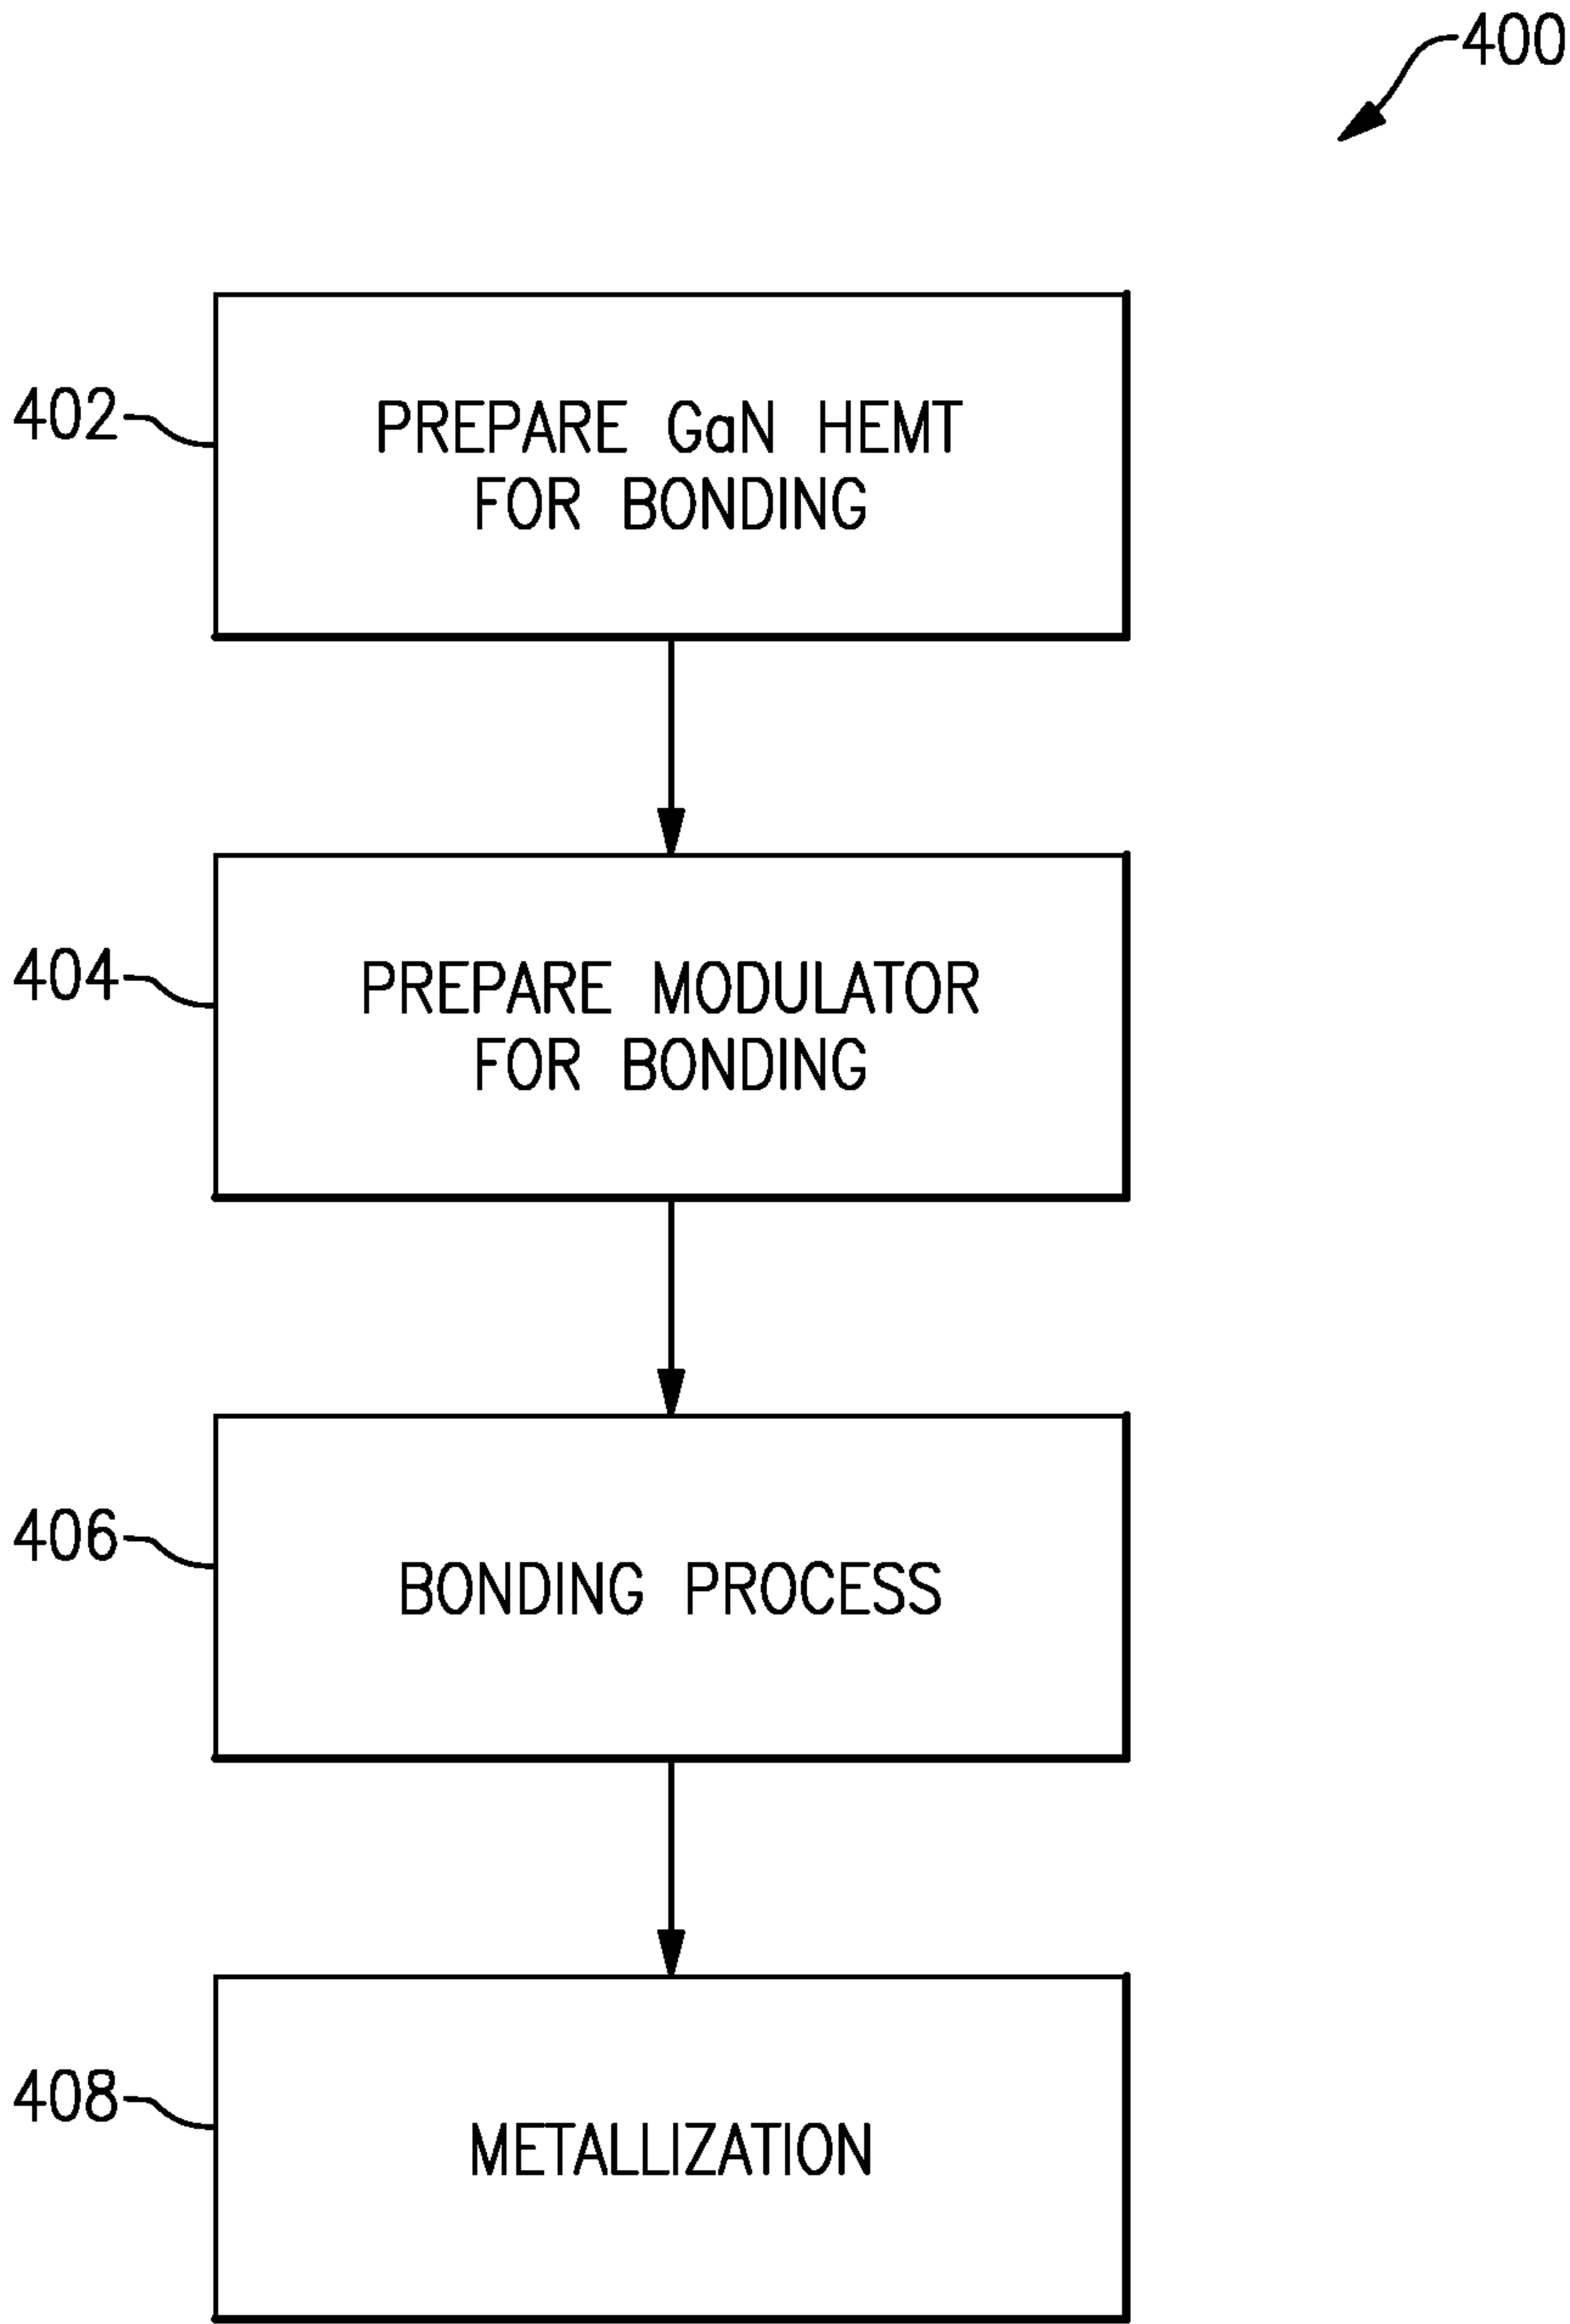 400
402
PREPARE GaN HEMT
FOR BONDING
404
PREPARE MODULATOR
FOR BONDING
406
BONDING PROCESS
408
METALLIZATION